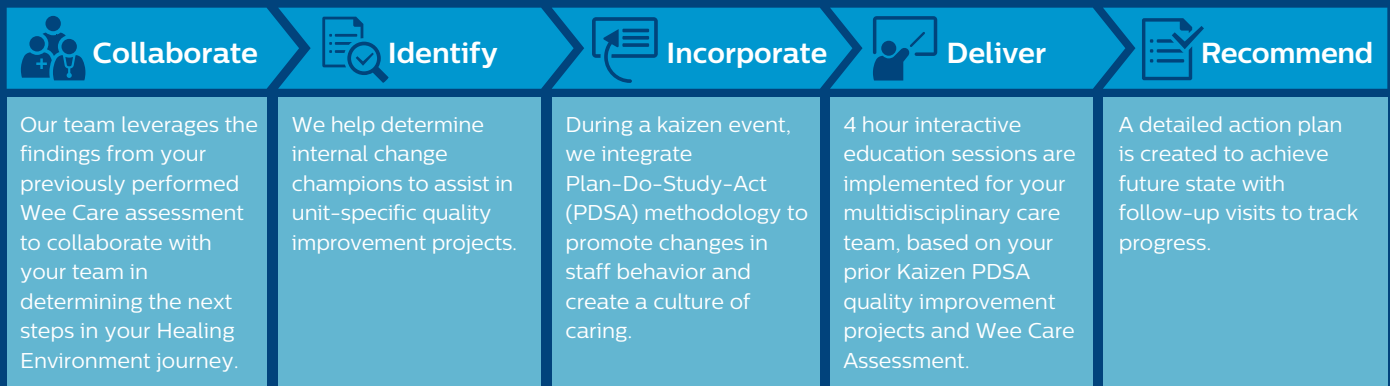 Collaborate
Our team leverages the
findings from your
previously performed
Wee Care assessment
to collaborate with
your team in
determining the next
steps in your Healing
Environment journey.
Identify
We help determine
internal change
champions to assist in
unit-specific quality
improvement projects.
Incorporate
During a kaizen event,
we integrate
Plan-Do-Study-Act
(PDSA) methodology to
promote changes in
staff behavior and
create a culture of
caring.
Deliver
4 hour interactive
education sessions are
implemented for your
multidisciplinary care
team, based on your
prior Kaizen PDSA
quality improvement
projects and Wee Care
Assessment.
Recommend
A detailed action plan
is created to achieve
future state with
follow-up visits to track
progress.